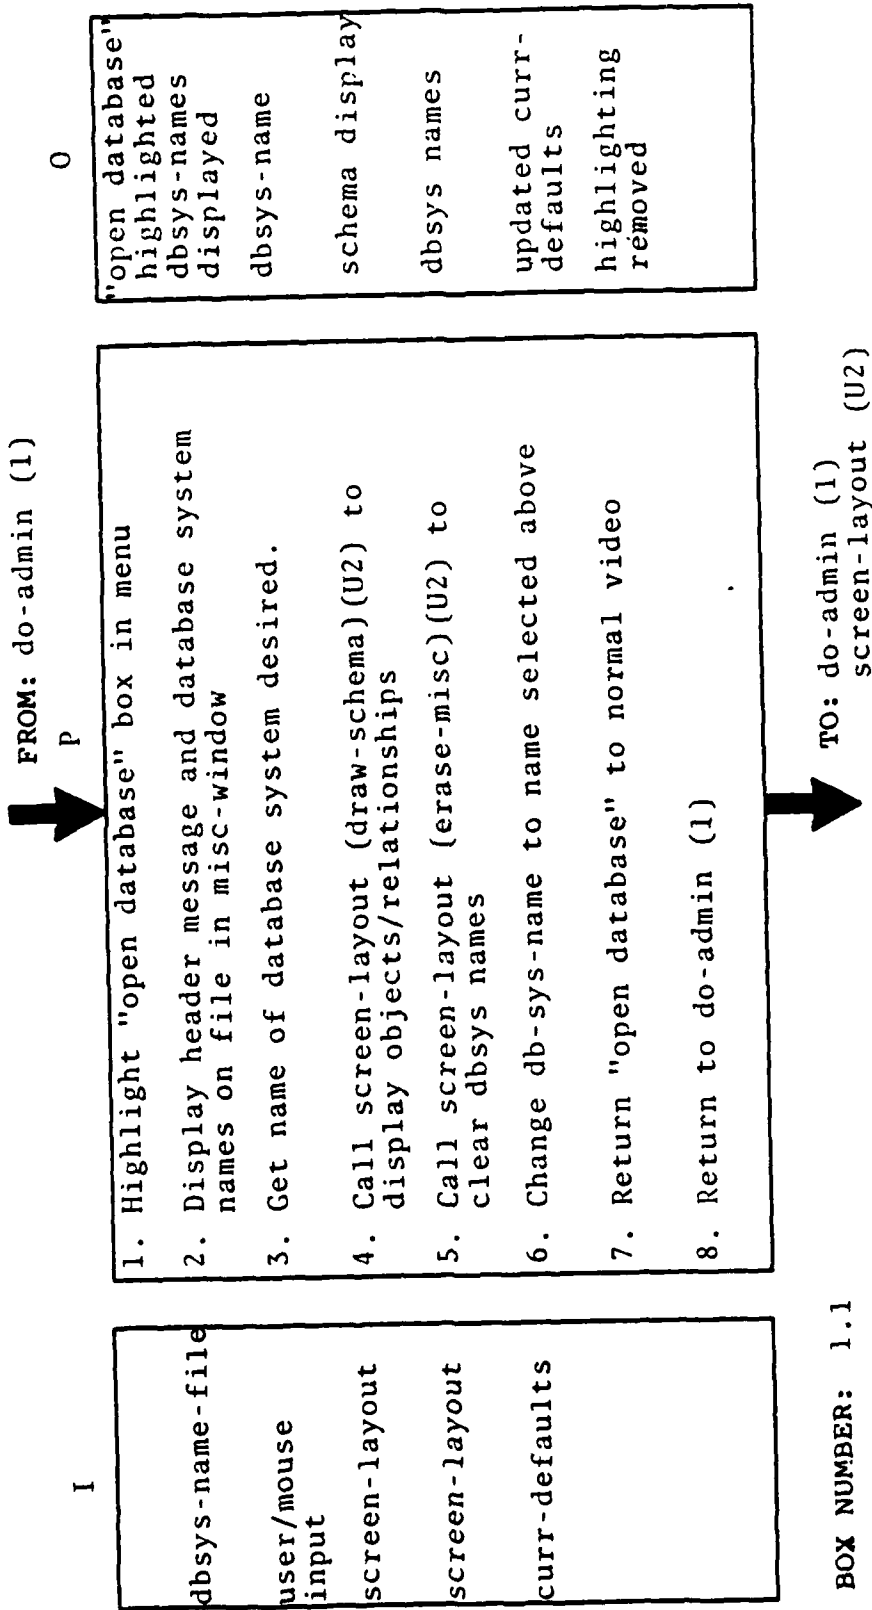 FROM: do-admin (1)
I
P
O
dbsys-name-file
user/mouse
input
screen-layout
screen-layout
curr-defaults
1. Highlight "open database" box in menu
2. Display header message and database system
names on file in misc-window
3. Get name of database system desired.
4. Call screen-layout (draw-schema)(U2) to
display objects/relationships
5. Call screen-layout (erase-misc)(U2) to
clear dbsys names
6. Change db-sys-name to name selected above
7. Return "open database" to normal video
8. Return to do-admin (1)
"open database"
highlighted
dbsys-names
displayed
dbsys-name
schema display
dbsys names
updated curr-
defaults
highlighting
removed
BOX NUMBER: 1.1
TO: do-admin (1)
screen-layout (U2)